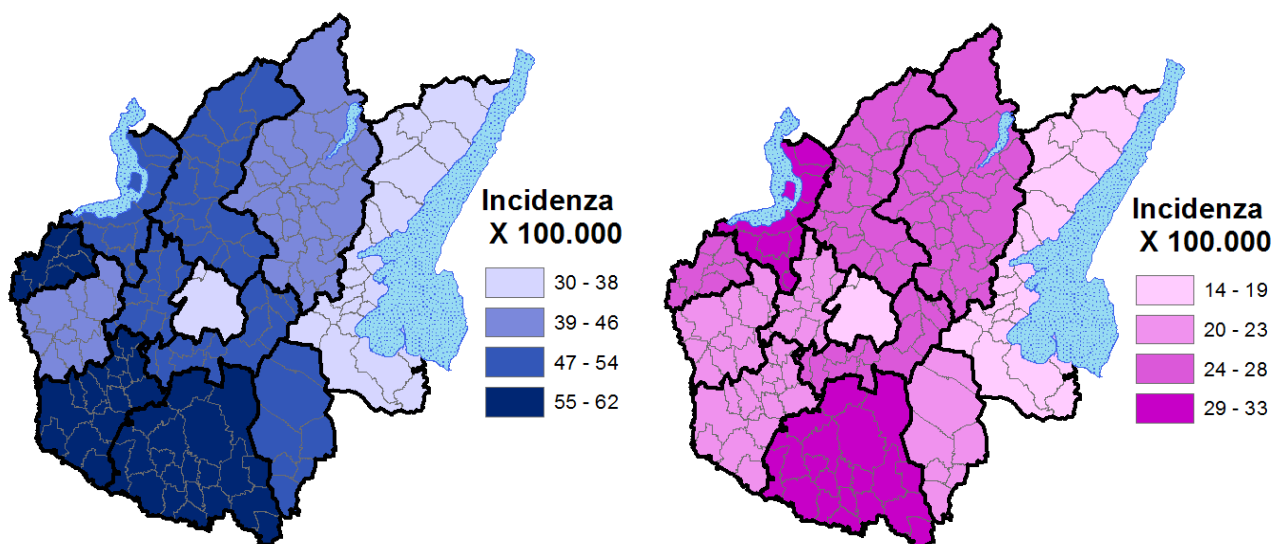 Incidenza
X 100.000
30 - 38
39 - 46
47 - 54
55 - 62
Incidenza
X 100.000
14 - 19
20 - 23
24 - 28
29 - 33